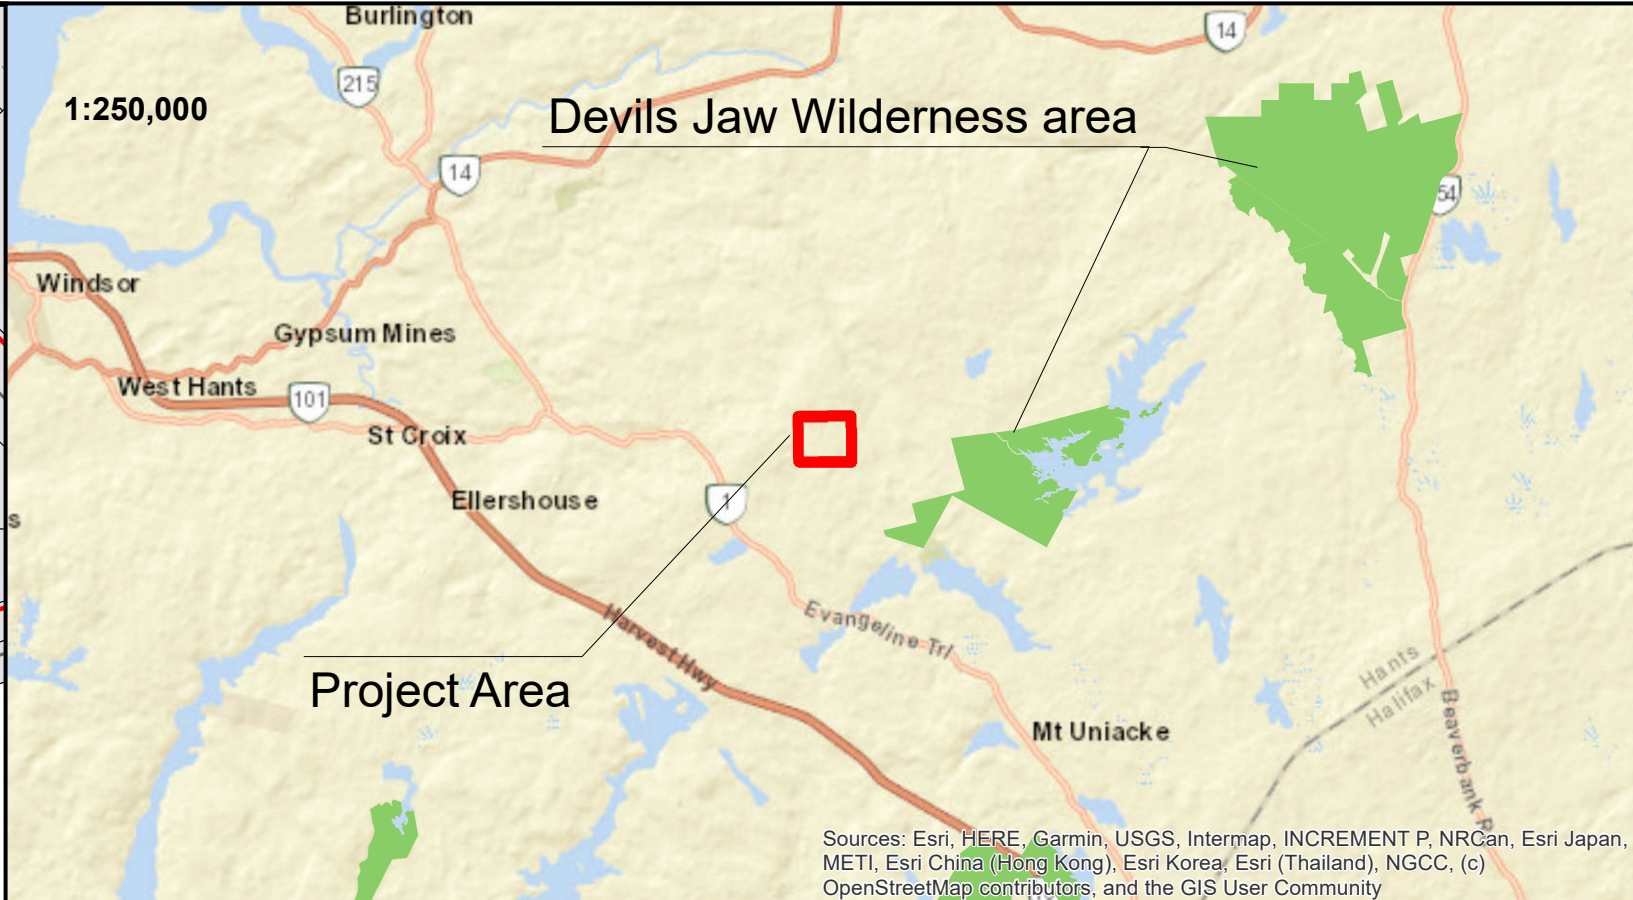 Burlington
14
215
1:250,000
Devils Jaw Wilderness area
14
54
Windsor
Gypsum Mines
West Hants
101
St Croix
Ellershouse
1
s
Harvest Hwy
Evangeline Trl
Project Area
Hants
Halifax
Mt Uniacke
Beaverbank R
Sources: Esri, HERE, Garmin, USGS, Intermap, INCREMENT P, NRCan, Esri Japan,
METI, Esri China (Hong Kong), Esri Korea, Esri (Thailand), NGCC, (c)
OpenStreetMap contributors, and the GIS User Community